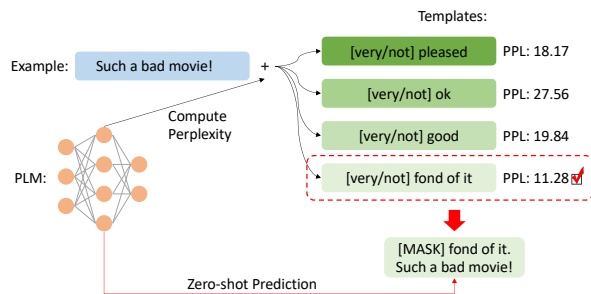 Templates:
Example: Such a bad movie! + [very/not] pleased PPL: 18.17
[very/not] ok PPL: 27.56
Compute
Perplexity
[very/not] good PPL: 19.84
PLM:
[very/not] fond of it PPL: 11.28
[MASK] fond of it.
Such a bad movie!
Zero-shot Prediction